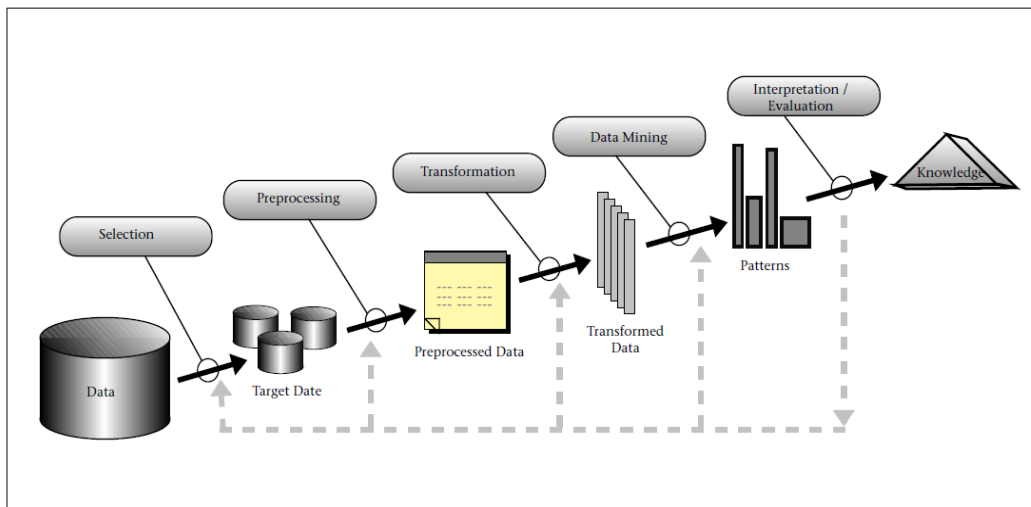 Interpretation /
Evaluation
Data Mining
Transformation
Preprocessing
Selection
Knowledge
Patterns
Transformed
Data
Preprocessed Data
Target Date
Data